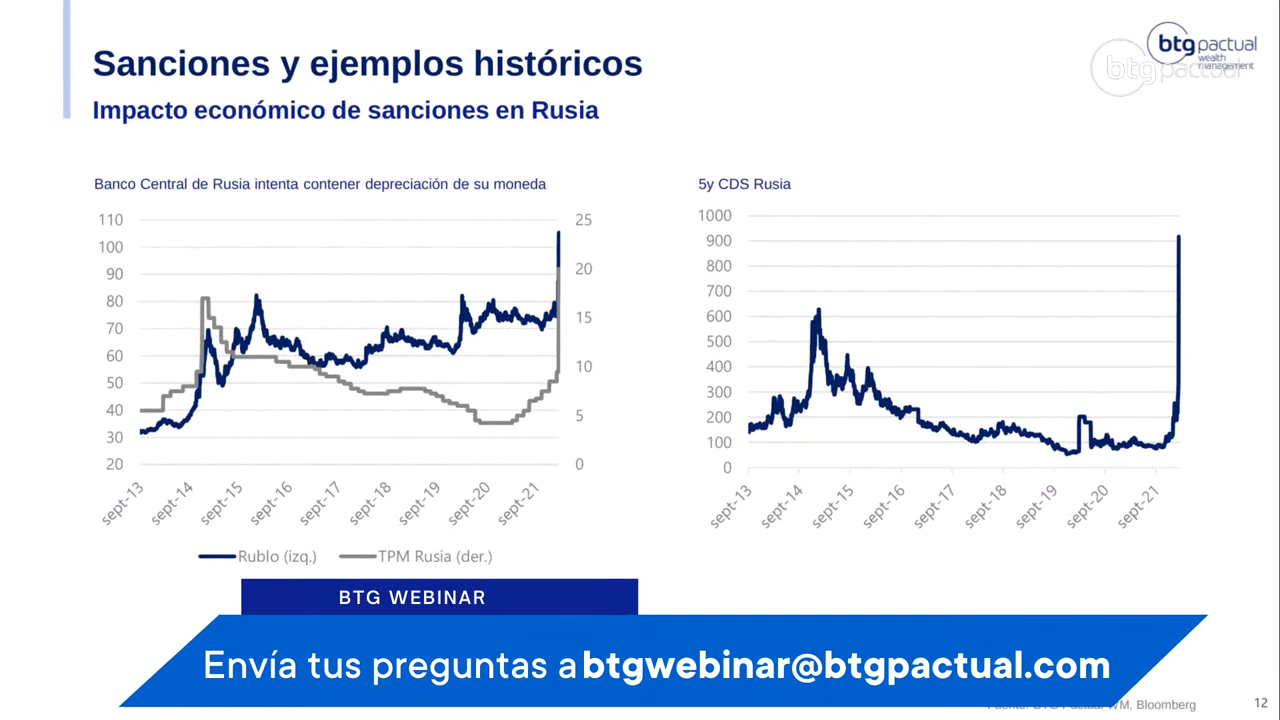 Sanciones y ejemplos históricos
Impacto económico de sanciones en Rusia
btg pactual
wealth
management
btg pactual
Banco Central de Rusia intenta contener depreciación de su moneda
110
100
90
80
70
60
50
40
30
20
25
20
15
10
5
0
sept-13
sept-14
sept-15
sept-16
sept-17
sept-18
sept-19
sept-20
sept-21
Rublo (izq.)
TPM Rusia (der.)
5y CDS Rusia
1000
900
800
700
600
500
400
300
200
100
0
sept-13
sept-14
sept-15
sept-16
sept-17
sept-18
sept-19
sept-20
sept-21
BTG WEBINAR
Envía tus preguntas a btgwebinar@btgpactual.com
WM, Bloomberg
12